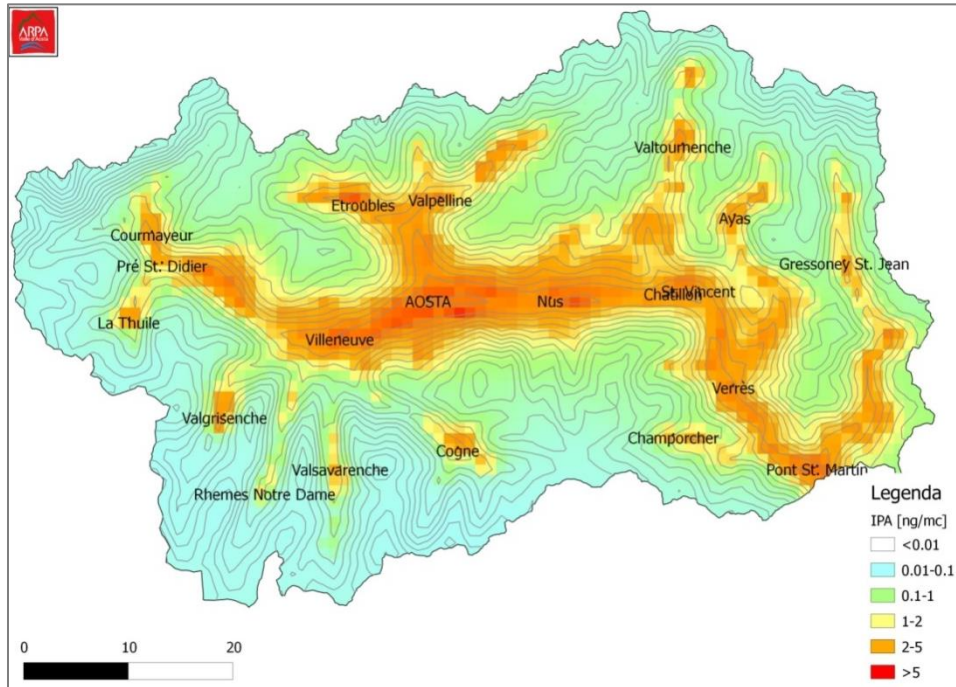 ARPA
Valle d'Aosta
Valtournenche
Etroubles
Valpelline
Ayas
Courmayeur
Pré St. Didier
Gressoney St. Jean
AOSTA
Nus
Chatillon
St. Vincent
La Thuile
Villeneuve
Verrès
Valgrisenche
Champorcher
Cogne
Valsavarenche
Pont St. Martin
Rhemes Notre Dame
Legenda
IPA [ng/mc]
<0.01
0.01-0.1
0.1-1
1-2
2-5
>5
0 10 20